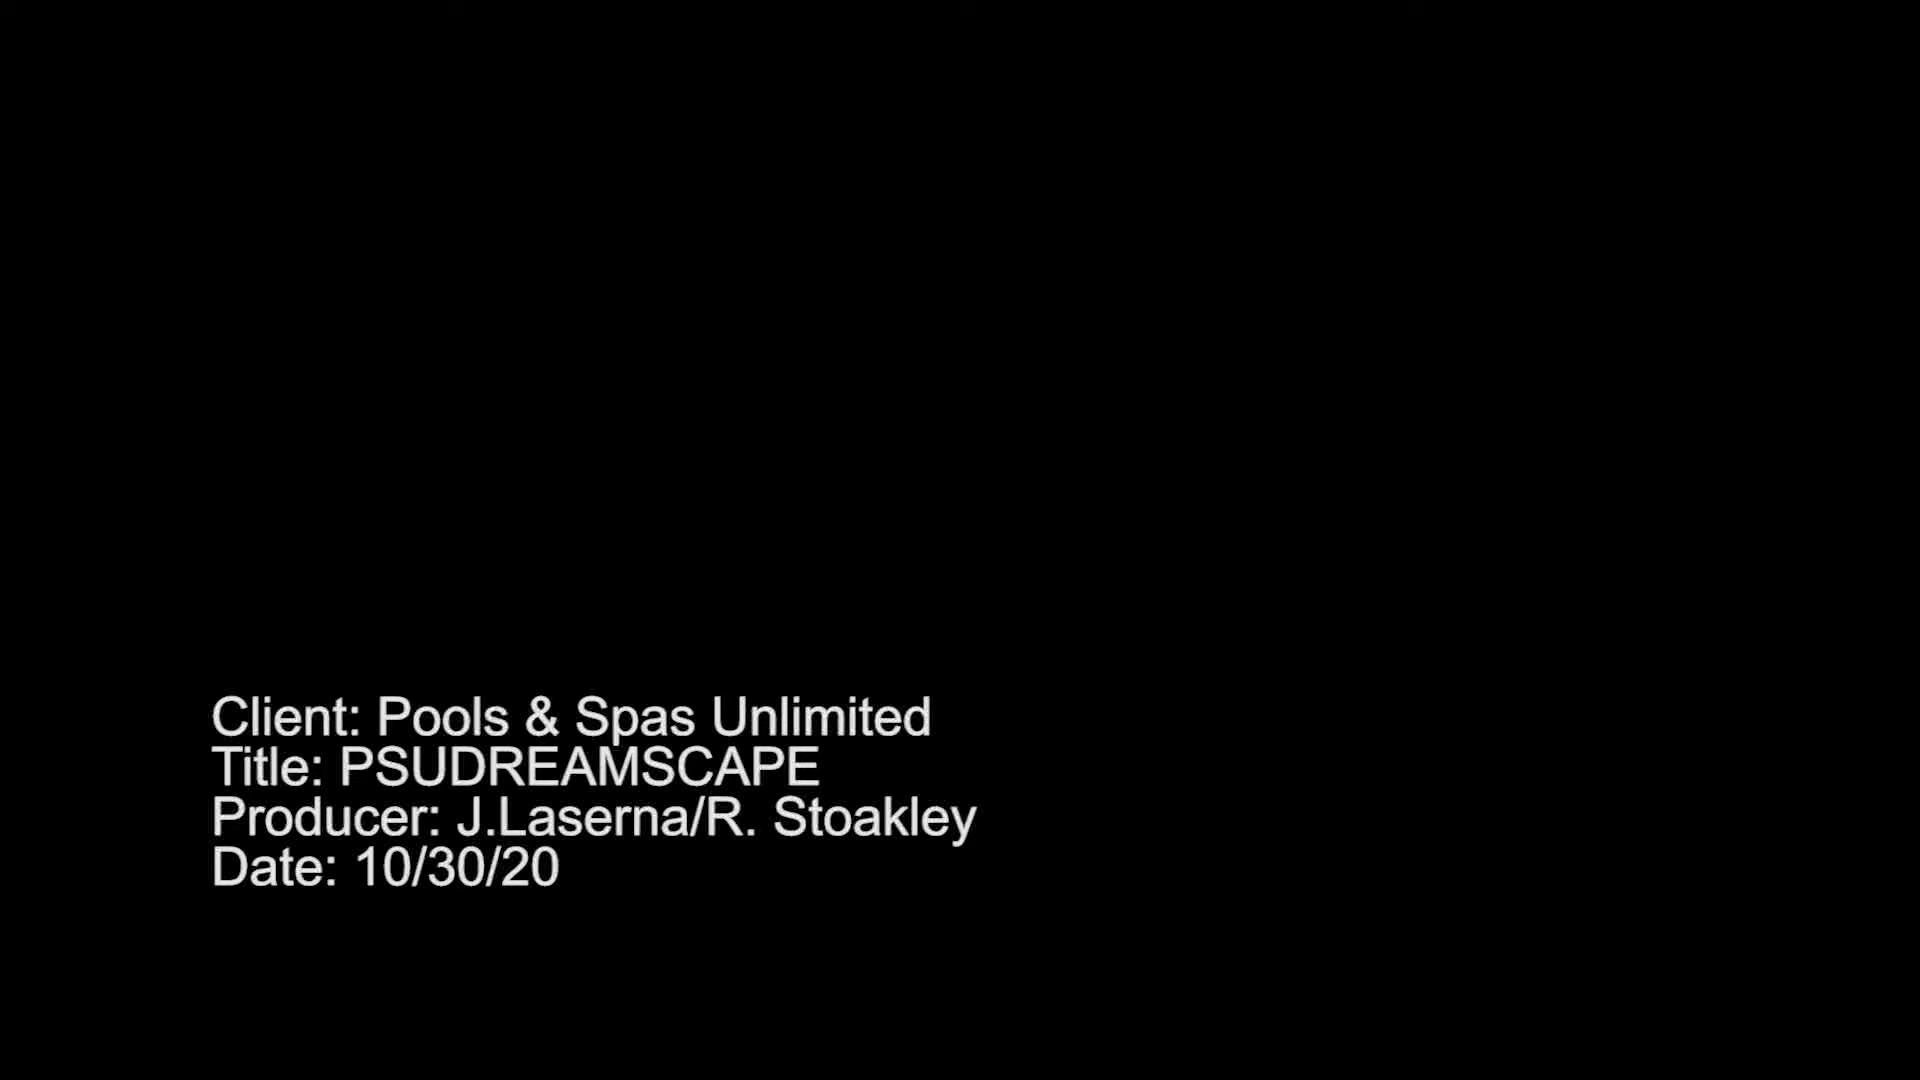 Client: Pools & Spas Unlimited
Title: PSUDREAMSCAPE
Producer: J.Laserna/R. Stoakley
Date: 10/30/20